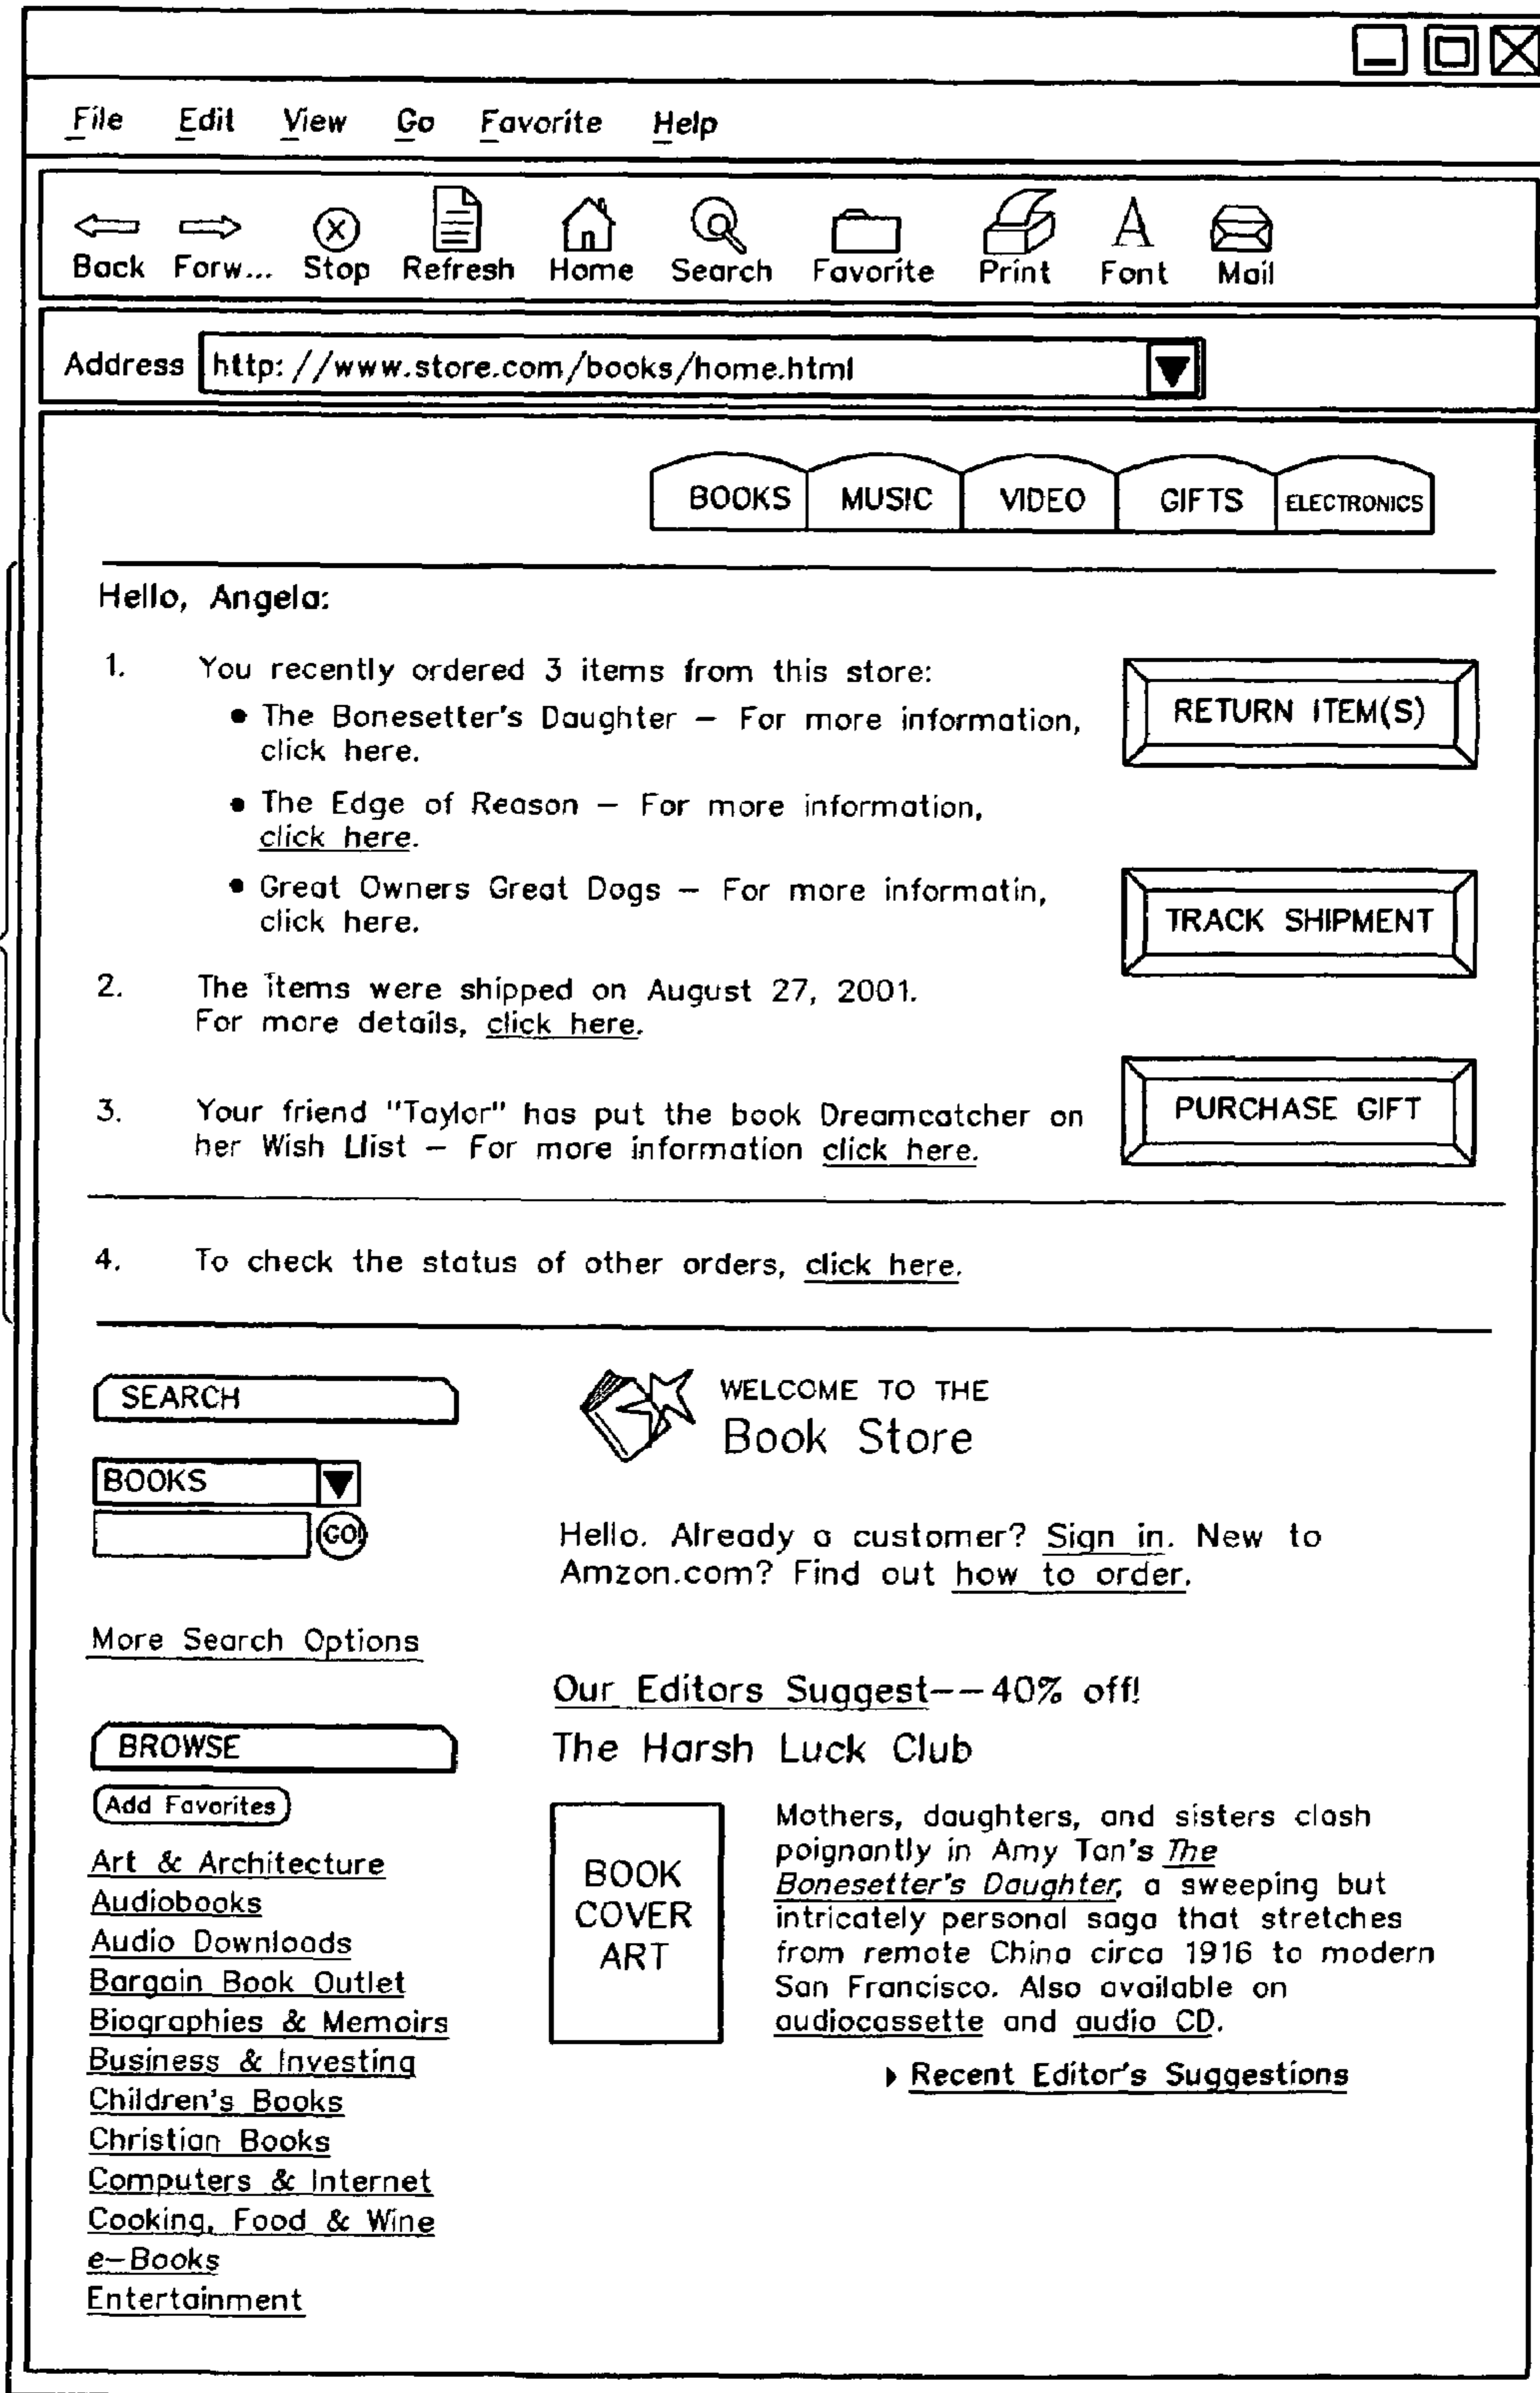 File Edit View Go Favorite Help
Back Forw... Stop Refresh Home Search Favorite Print Font Mail
Address http: //www.store.com/books/home.html
BOOKS MUSIC VIDEO GIFTS ELECTRONICS
Hello, Angela:
1. You recently ordered 3 items from this store:
• The Bonesetter's Daughter — For more information,
click here.
RETURN ITEM(S)
• The Edge of Reason — For more information,
click here.
• Great Owners Great Dogs — For more informatin,
click here.
TRACK SHIPMENT
2. The items were shipped on August 27, 2001.
For more details, click here.
3. Your friend "Taylor" has put the book Dreamcatcher on
her Wish Llist — For more information click here.
PURCHASE GIFT
4. To check the status of other orders, click here.
SEARCH
BOOKS
GO!
More Search Options
BROWSE
Add Favorites
Art & Architecture
Audiobooks
Audio Downloads
Bargain Book Outlet
Biographies & Memoirs
Business & Investing
Children's Books
Christian Books
Computers & Internet
Cooking, Food & Wine
e-Books
Entertainment
WELCOME TO THE
Book Store
Hello. Already a customer? Sign in. New to
Amzon.com? Find out how to order.
Our Editors Suggest--40% off!
The Harsh Luck Club
BOOK
COVER
ART
Mothers, daughters, and sisters clash
poignantly in Amy Tan's The
Bonesetter's Daughter, a sweeping but
intricately personal saga that stretches
from remote China circa 1916 to modern
San Francisco. Also available on
audiocassette and audio CD.
Recent Editor's Suggestions